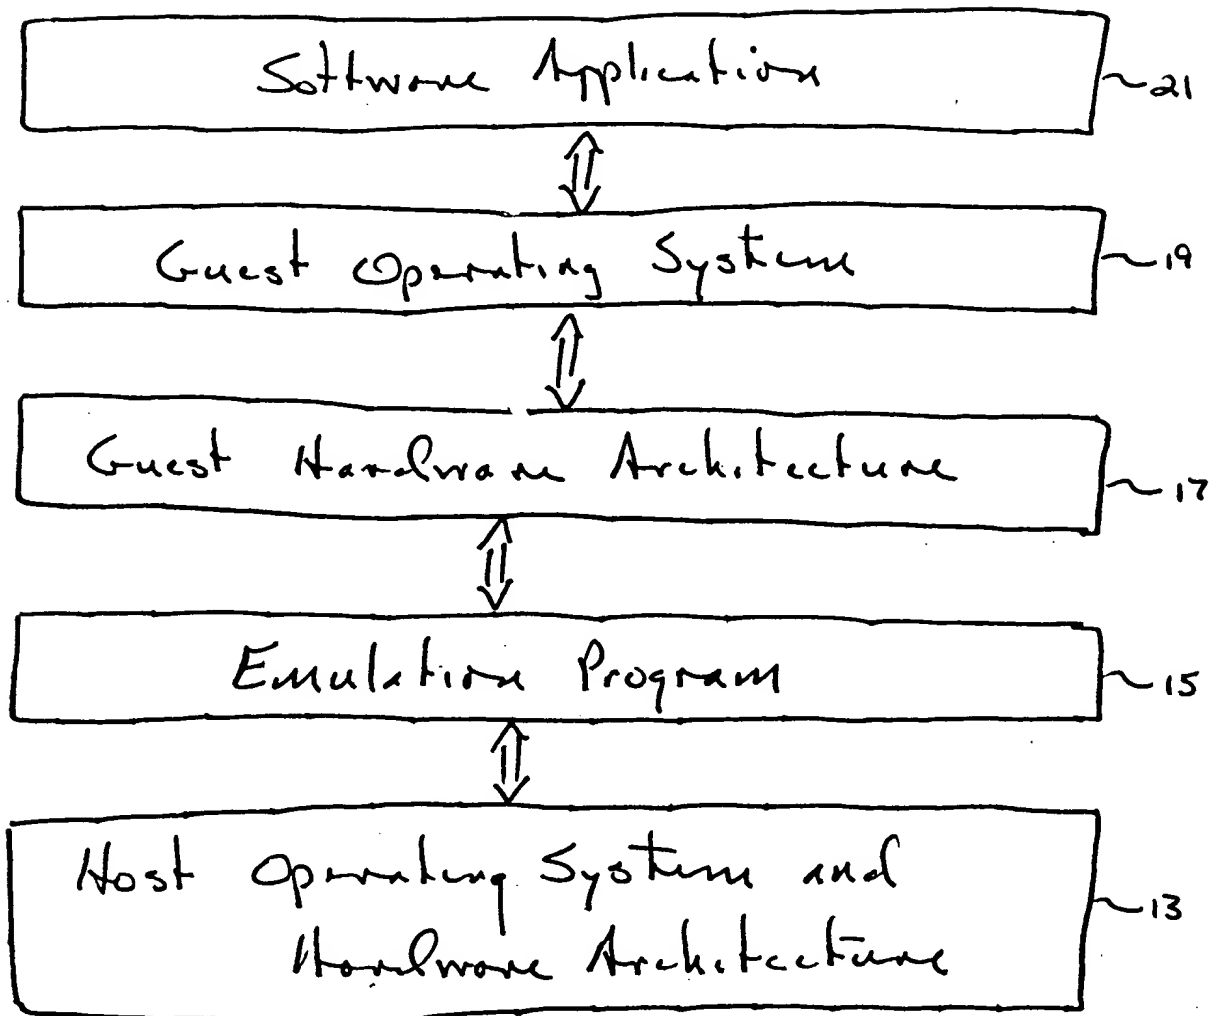 Software Application
~21
Guest Operating System
~19
Guest Hardware Architecture
~17
Emulation Program
~15
Host Operating System and
Hardware Architecture
~13